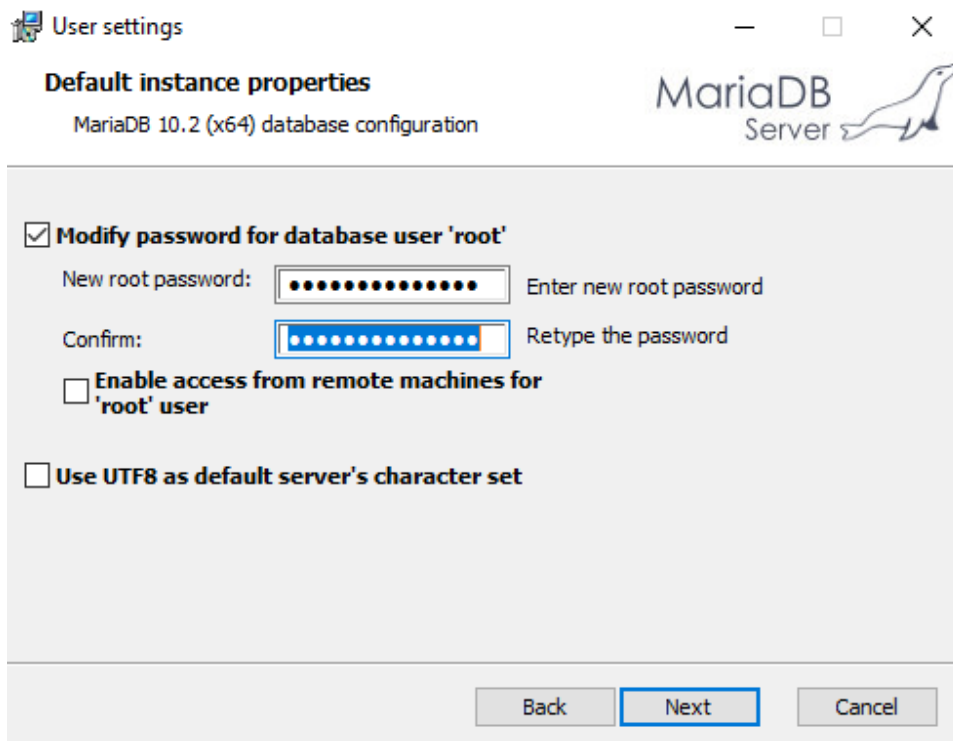 User settings
Default instance properties
MariaDB 10.2 (x64) database configuration
MariaDB
Server
Modify password for database user 'root'
New root password: ●●●●●●●●●●●●●● Enter new root password
Confirm: ●●●●●●●●●●●●●● Retype the password
Enable access from remote machines for
'root' user
Use UTF8 as default server's character set
Back Next Cancel